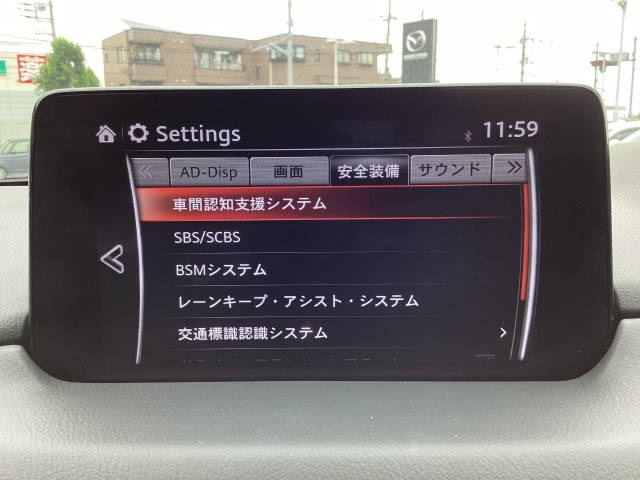 薬
Settings
11:59
AD-Disp
画面
安全装備
サウンド
車間認知支援システム
SBS/SCBS
BSMシステム
レーンキープ・アシスト・システム
交通標識認識システム